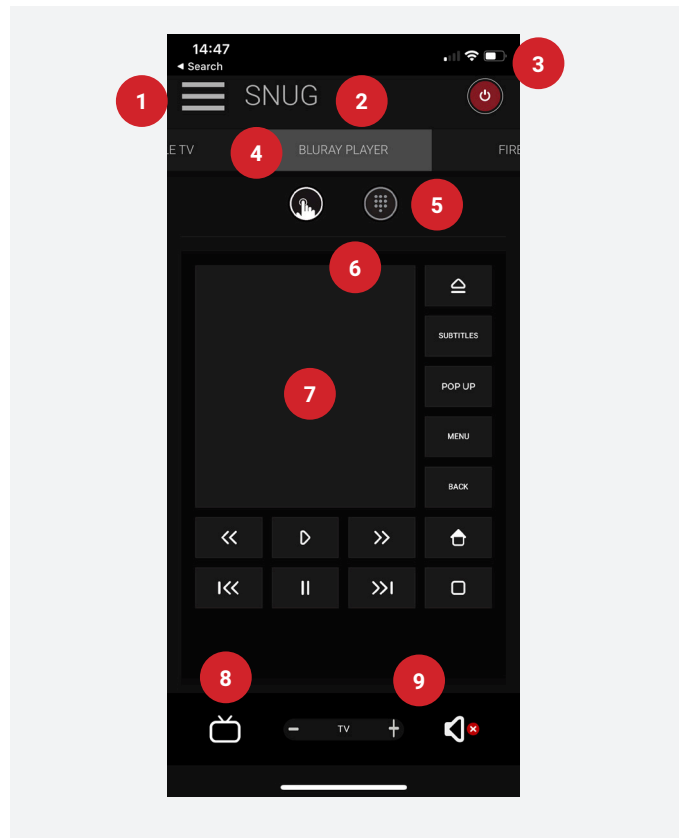 14:47
◂ Search
3
1
SNUG
2
LE TV
4
BLURAY PLAYER
FIRE
5
6
SUBTITLES
7
POP UP
MENU
BACK
8
9
TV